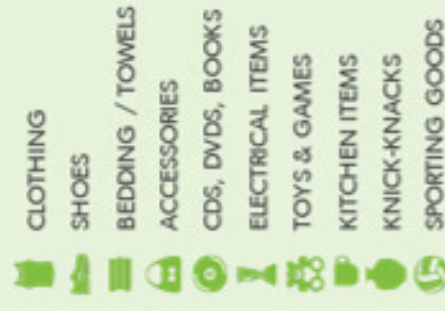 CLOTHING
SHOES
BEDDING / TOWELS
ACCESSORIES
CDS, DVDS, BOOKS
ELECTRICAL ITEMS
TOYS & GAMES
KITCHEN ITEMS
KNICK-KNACKS
SPORTING GOODS